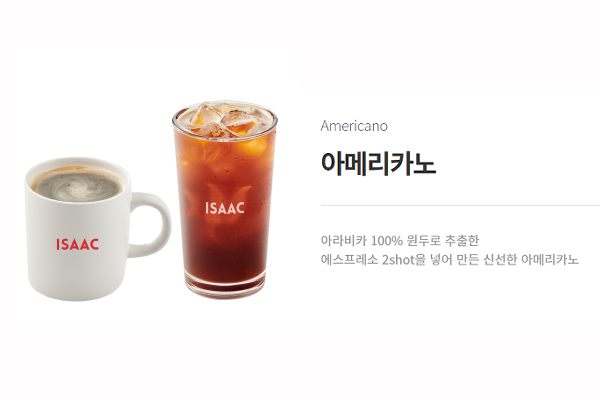 Americano
아메리카노
ISAAC
ISAAC
아라비카 100% 원두로 추출한
에스프레소 2shot을 넣어 만든 신선한 아메리카노